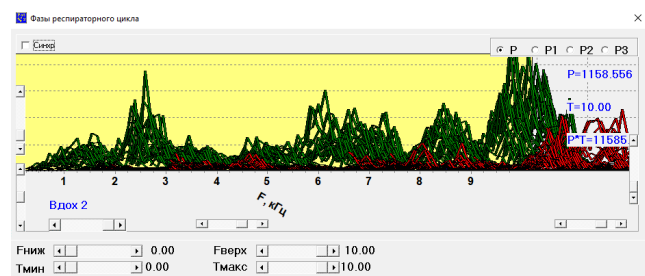 Фазы респираторного цикла
Синхр
P P1 P2 P3
P=1158.556
T=10.00
P*T=11585
1 2 3 4 5 6 7 8 9
F, кГц
Вдох 2
Fниж 0.00 Fверх 10.00
Tмин 0.00 Tмакс 10.00